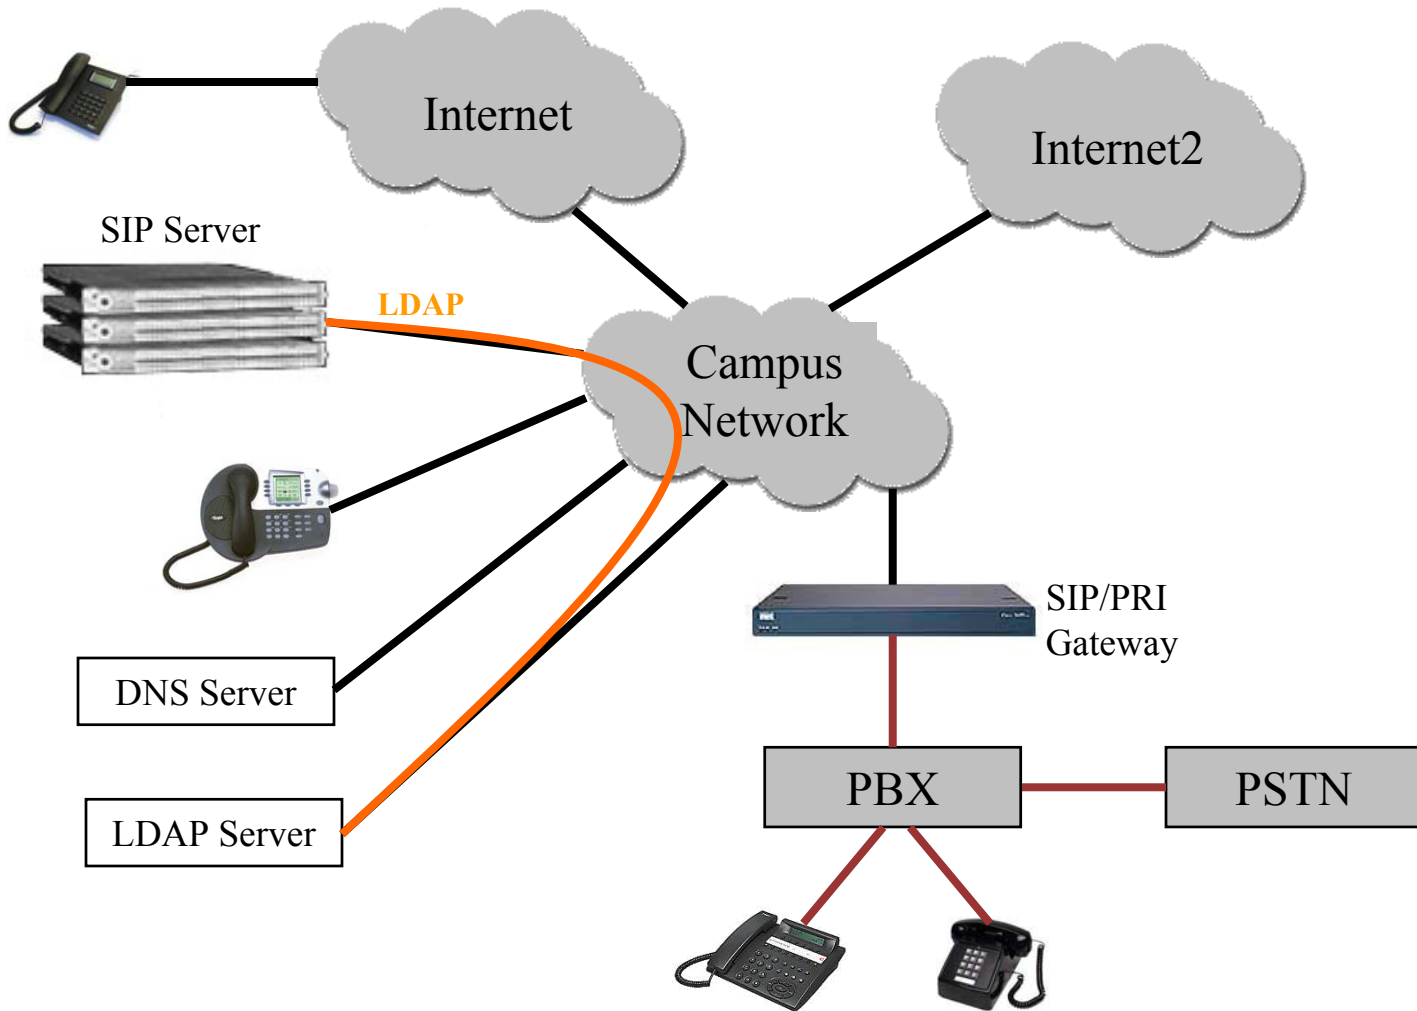 Internet
Internet2
SIP Server
LDAP
Campus
Network
SIP/PRI
Gateway
DNS Server
PBX
PSTN
LDAP Server